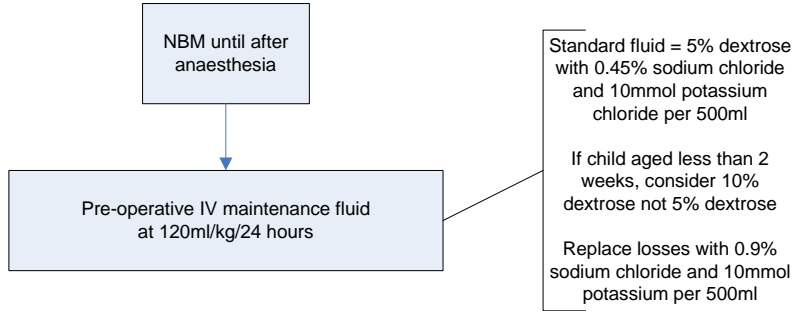 NBM until after
anaesthesia
Pre-operative IV maintenance fluid
at 120ml/kg/24 hours
Standard fluid = 5% dextrose
with 0.45% sodium chloride
and 10mmol potassium
chloride per 500ml
If child aged less than 2
weeks, consider 10%
dextrose not 5% dextrose
Replace losses with 0.9%
sodium chloride and 10mmol
potassium per 500ml